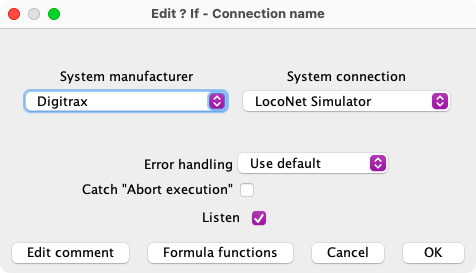 Edit ? If - Connection name
System manufacturer System connection
Digitrax LocoNet Simulator
Error handling Use default
Catch "Abort execution"
Listen
Edit comment Formula functions Cancel OK